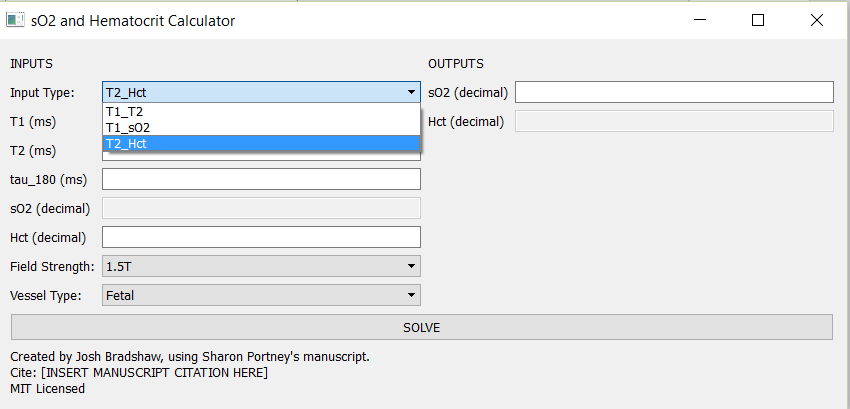 sO2 and Hematocrit Calculator
INPUTS
OUTPUTS
Input Type:
T2_Hct
sO2 (decimal)
T1_T2
T1 (ms)
Hct (decimal)
T1_sO2
T2_Hct
T2 (ms)
tau_180 (ms)
sO2 (decimal)
Hct (decimal)
Field Strength:
1.5T
Vessel Type:
Fetal
SOLVE
Created by Josh Bradshaw, using Sharon Portney's manuscript.
Cite: [INSERT MANUSCRIPT CITATION HERE]
MIT Licensed